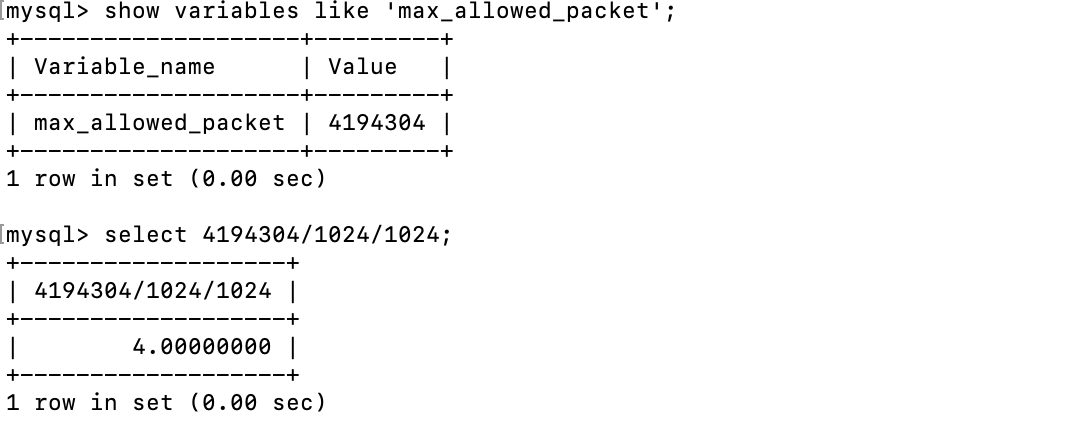 [mysql> show variables like 'max_allowed_packet';
+--------------------+---------+
| Variable_name      | Value   |
+--------------------+---------+
| max_allowed_packet | 4194304 |
+--------------------+---------+
1 row in set (0.00 sec)

[mysql> select 4194304/1024/1024;
+-------------------+
| 4194304/1024/1024 |
+-------------------+
|        4.00000000 |
+-------------------+
1 row in set (0.00 sec)